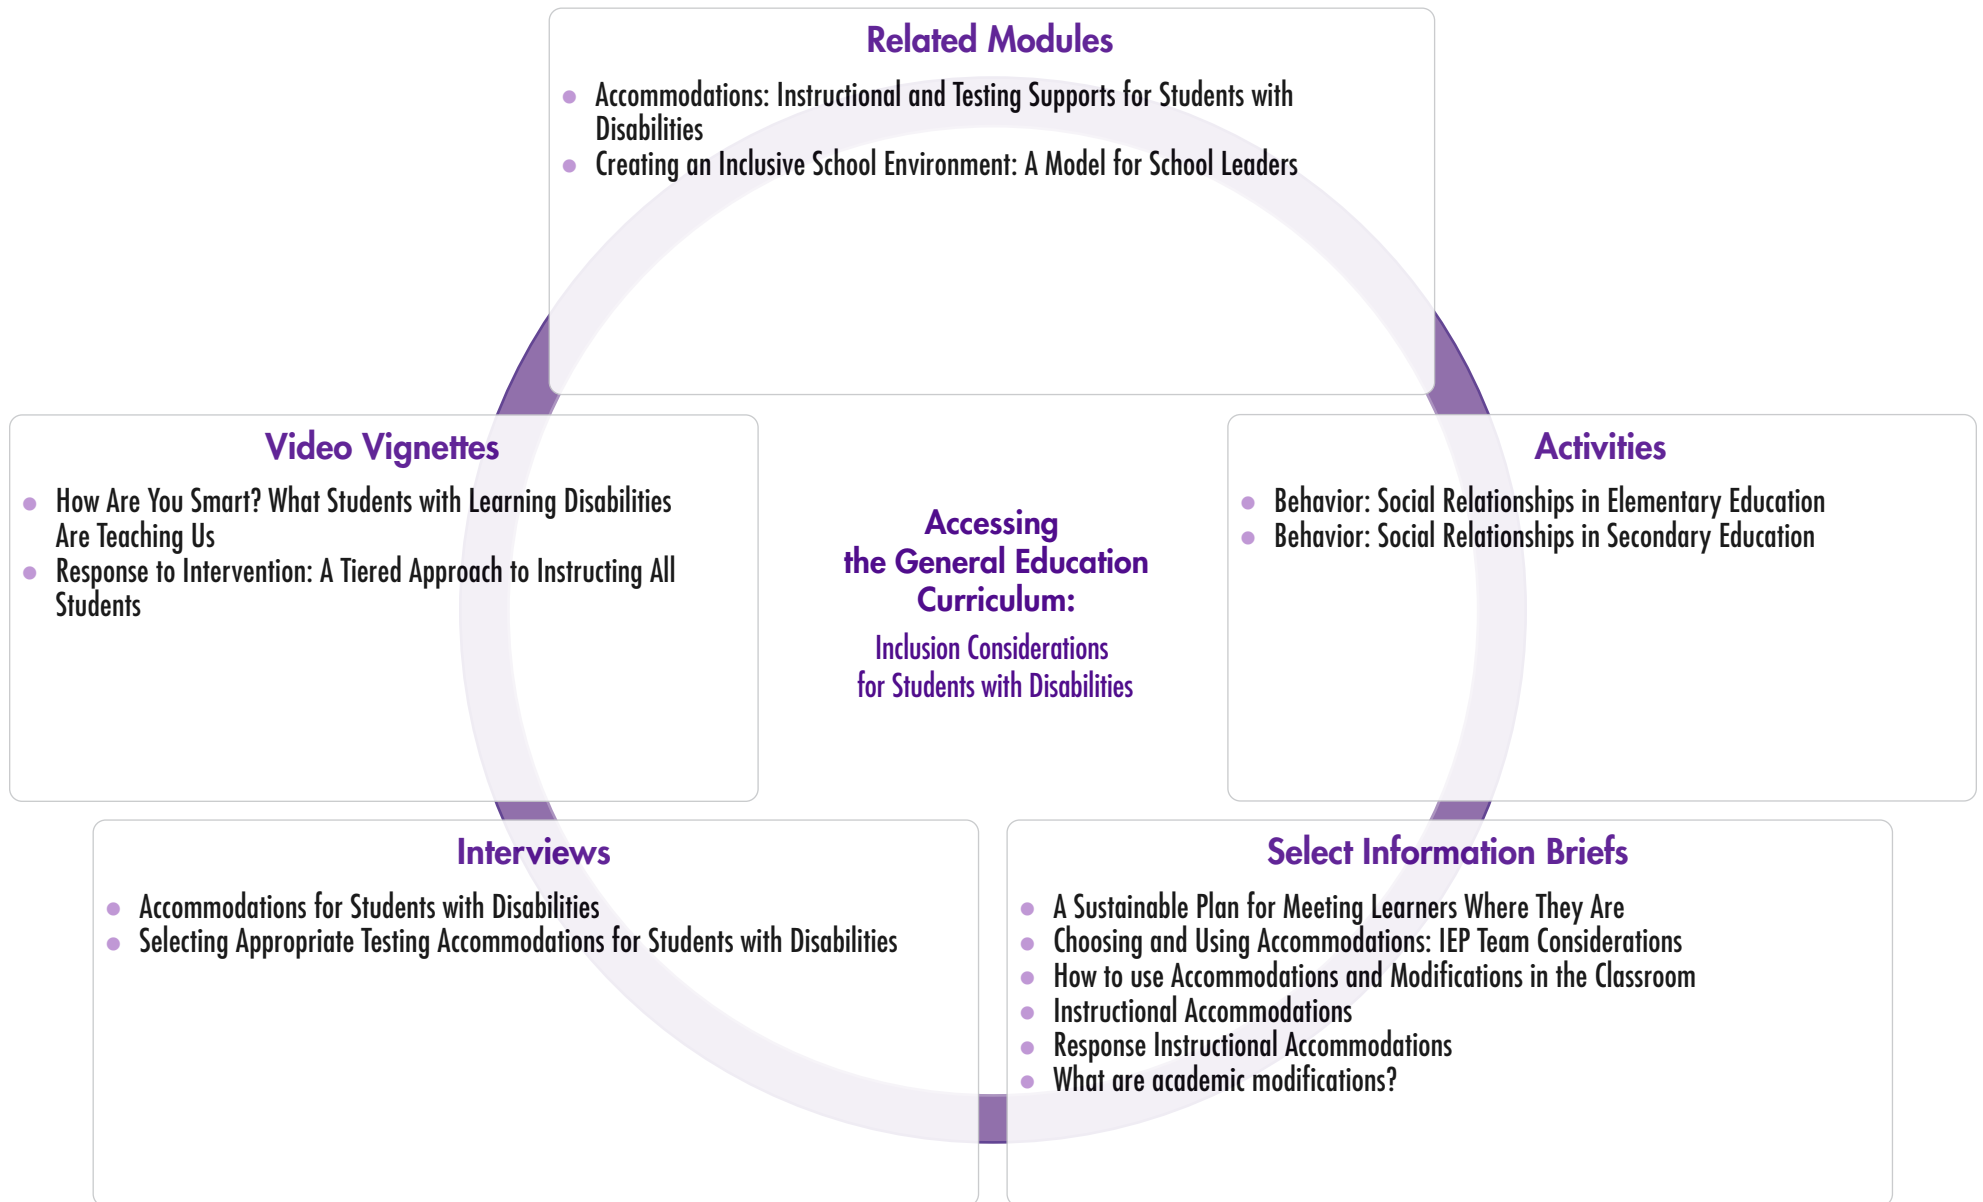 Related Modules
Accommodations: Instructional and Testing Supports for Students with
Disabilities
Creating an Inclusive School Environment: A Model for School Leaders
Video Vignettes
How Are You Smart? What Students with Learning Disabilities
Are Teaching Us
Response to Intervention: A Tiered Approach to Instructing All
Students
Accessing
the General Education
Curriculum:
Inclusion Considerations
for Students with Disabilities
Activities
Behavior: Social Relationships in Elementary Education
Behavior: Social Relationships in Secondary Education
Interviews
Accommodations for Students with Disabilities
Selecting Appropriate Testing Accommodations for Students with Disabilities
Select Information Briefs
A Sustainable Plan for Meeting Learners Where They Are
Choosing and Using Accommodations: IEP Team Considerations
How to use Accommodations and Modifications in the Classroom
Instructional Accommodations
Response Instructional Accommodations
What are academic modifications?